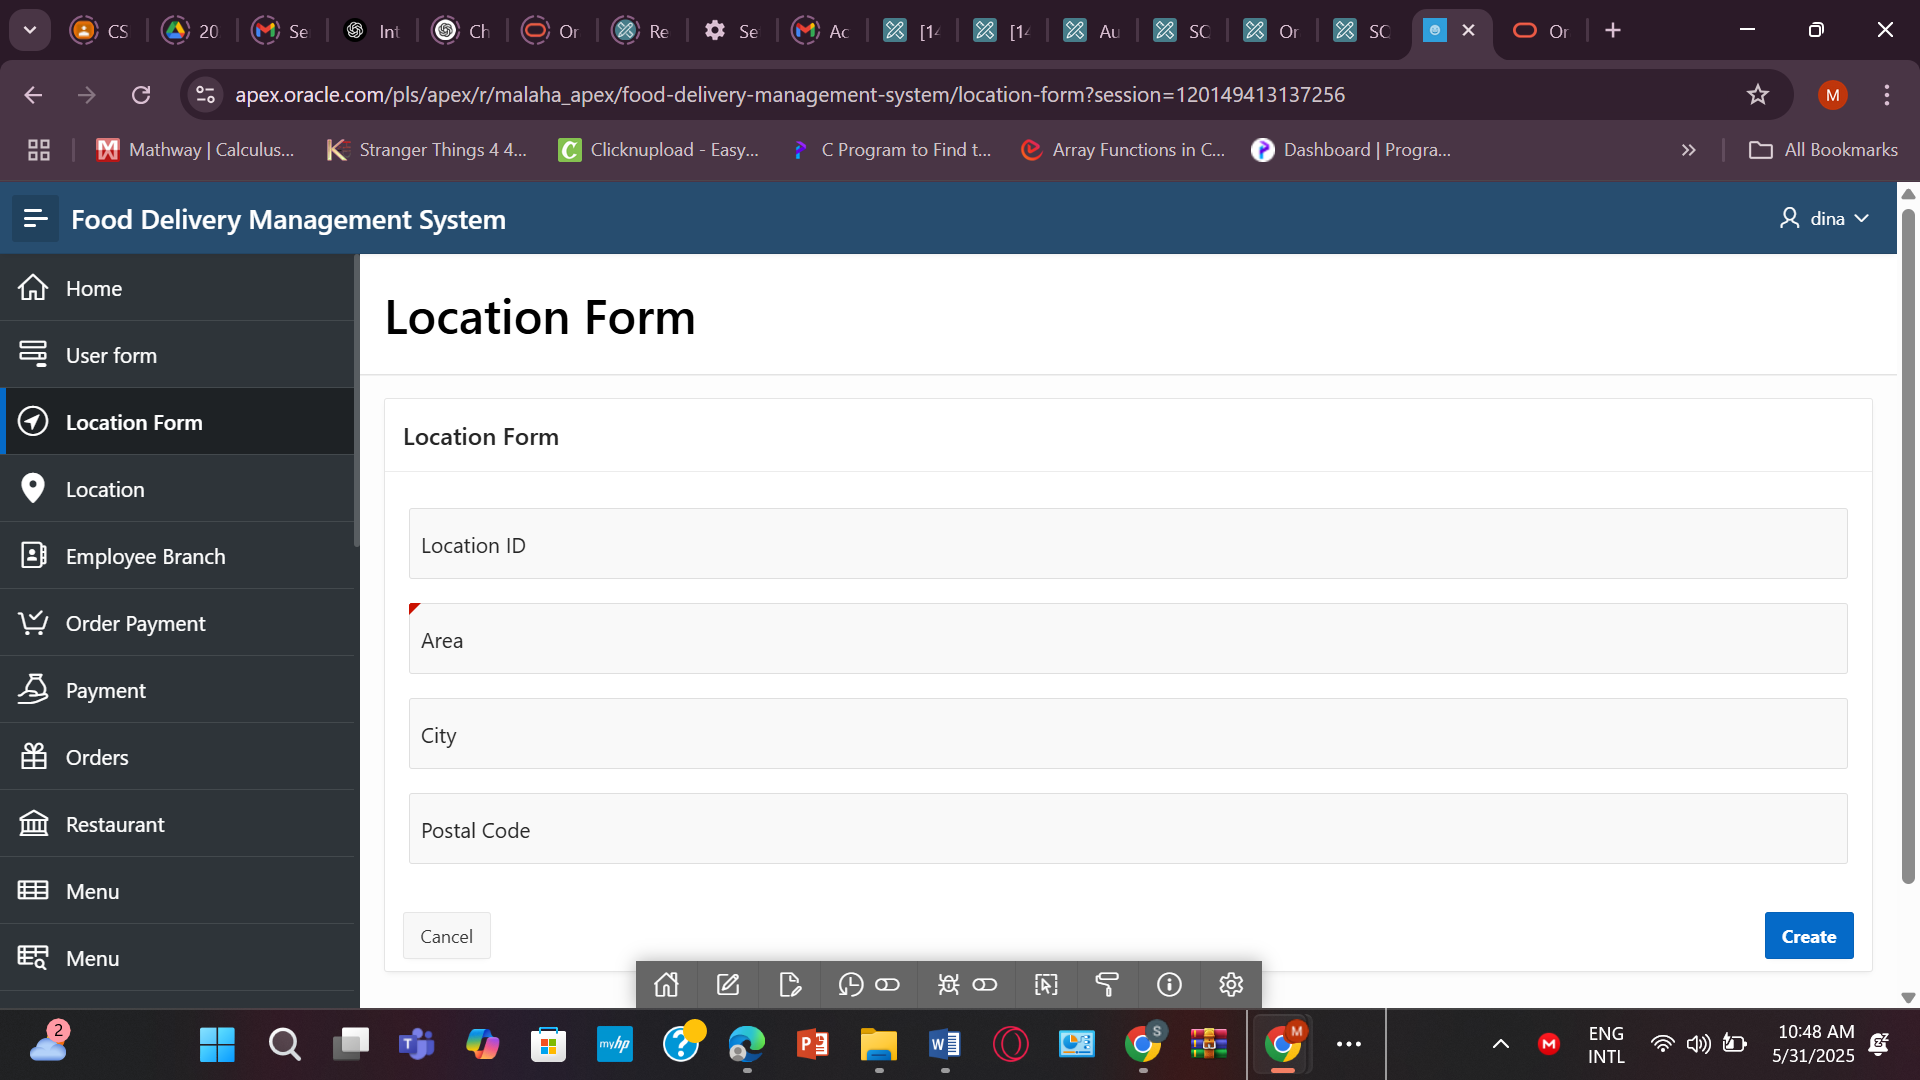 CS
20
Se
Int
Ch
Or
Re
Se
Ac
[14
[14
Au
SC
Or
SC
Or
apex.oracle.com/pls/apex/r/malaha_apex/food-delivery-management-system/location-form?session=120149413137256
M
Mathway | Calculus...
Stranger Things 4 4...
Clicknupload - Easy...
C Program to Find t...
Array Functions in C...
Dashboard | Progra...
All Bookmarks
Food Delivery Management System
dina
Home
User form
Location Form
Location
Employee Branch
Order Payment
Payment
Orders
Restaurant
Menu
Menu
Location Form
Location Form
Location ID
Area
City
Postal Code
Cancel
Create
2
myhp
S
M
M
ENG
INTL
10:48 AM
5/31/2025